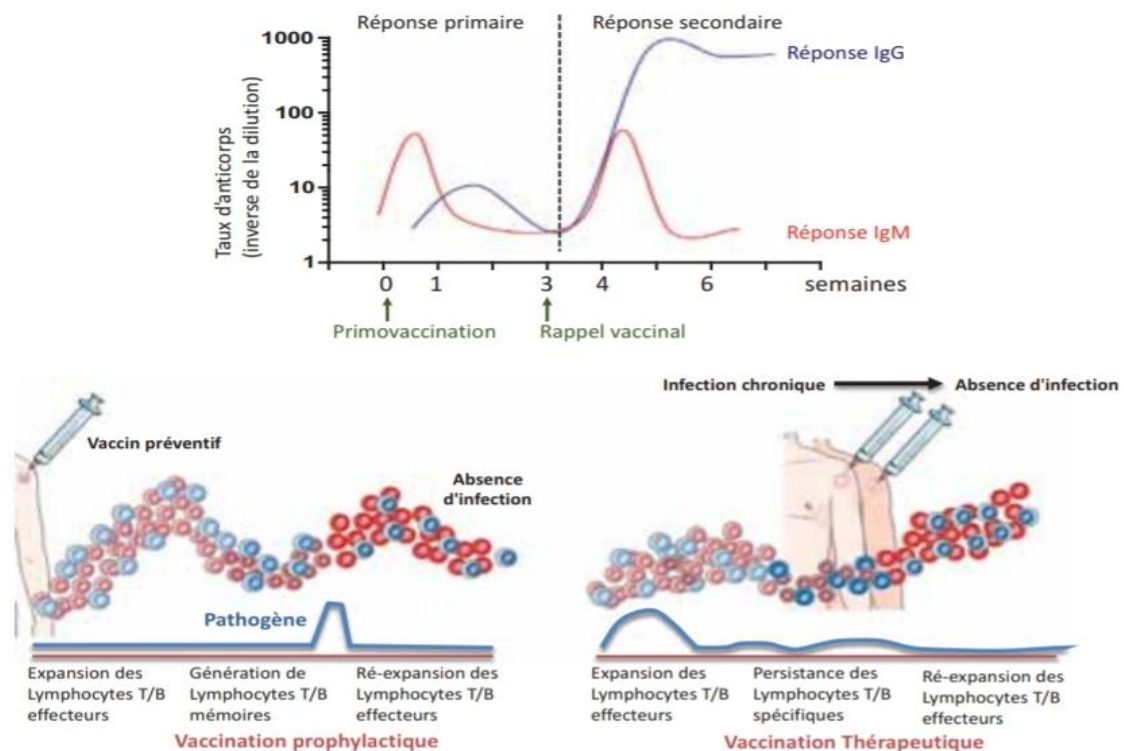 Réponse primaire
Réponse secondaire
1000
100
10
1
Taux d'anticorps
(inverse de la dilution)
Réponse IgG
Réponse IgM
0 1 3 4 6 semaines
Primovaccination
Rappel vaccinal
Vaccin préventif
Absence
d'infection
Pathogène
Expansion des
Lymphocytes T/B
effecteurs
Génération de
Lymphocytes T/B
mémoires
Ré-expansion des
Lymphocytes T/B
effecteurs
Vaccination prophylactique
Infection chronique
Absence d'infection
Expansion des
Lymphocytes T/B
effecteurs
Persistance des
Lymphocytes T/B
spécifiques
Ré-expansion des
Lymphocytes T/B
effecteurs
Vaccination Thérapeutique